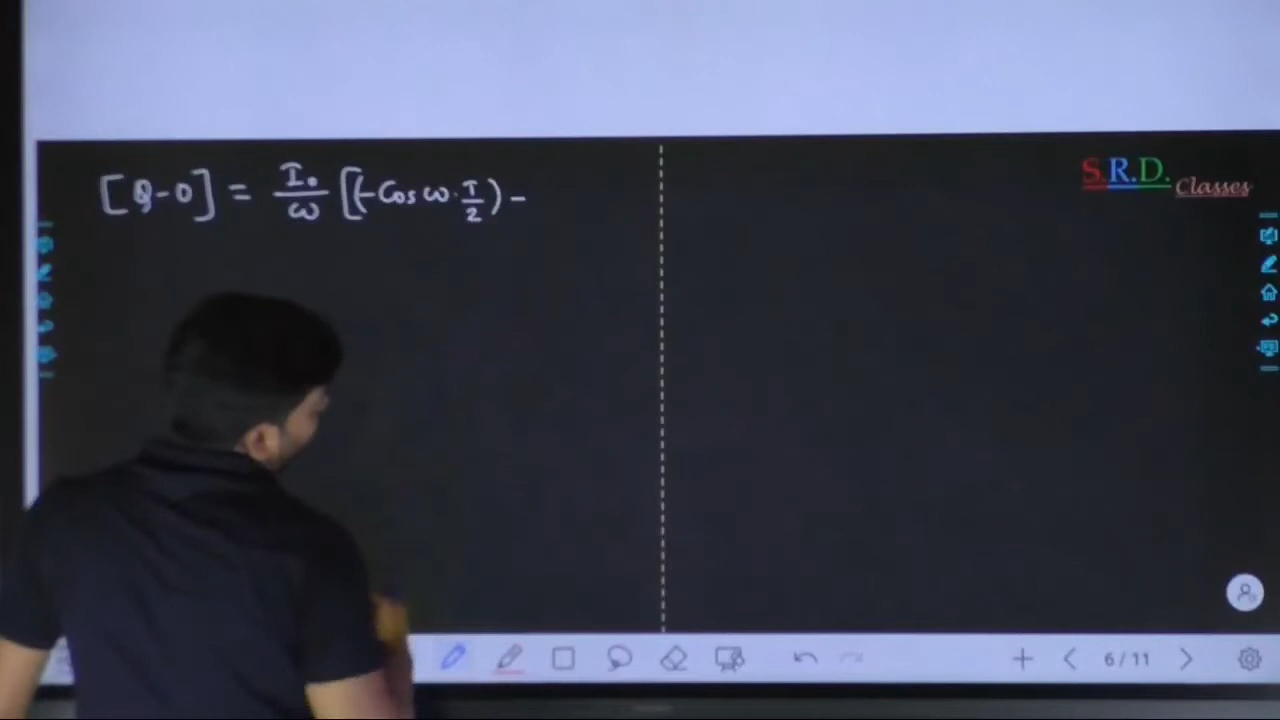 [Q-0] = I₀/ω [(-Cos ω·T/2) -
S.R.D. Classes
6/11